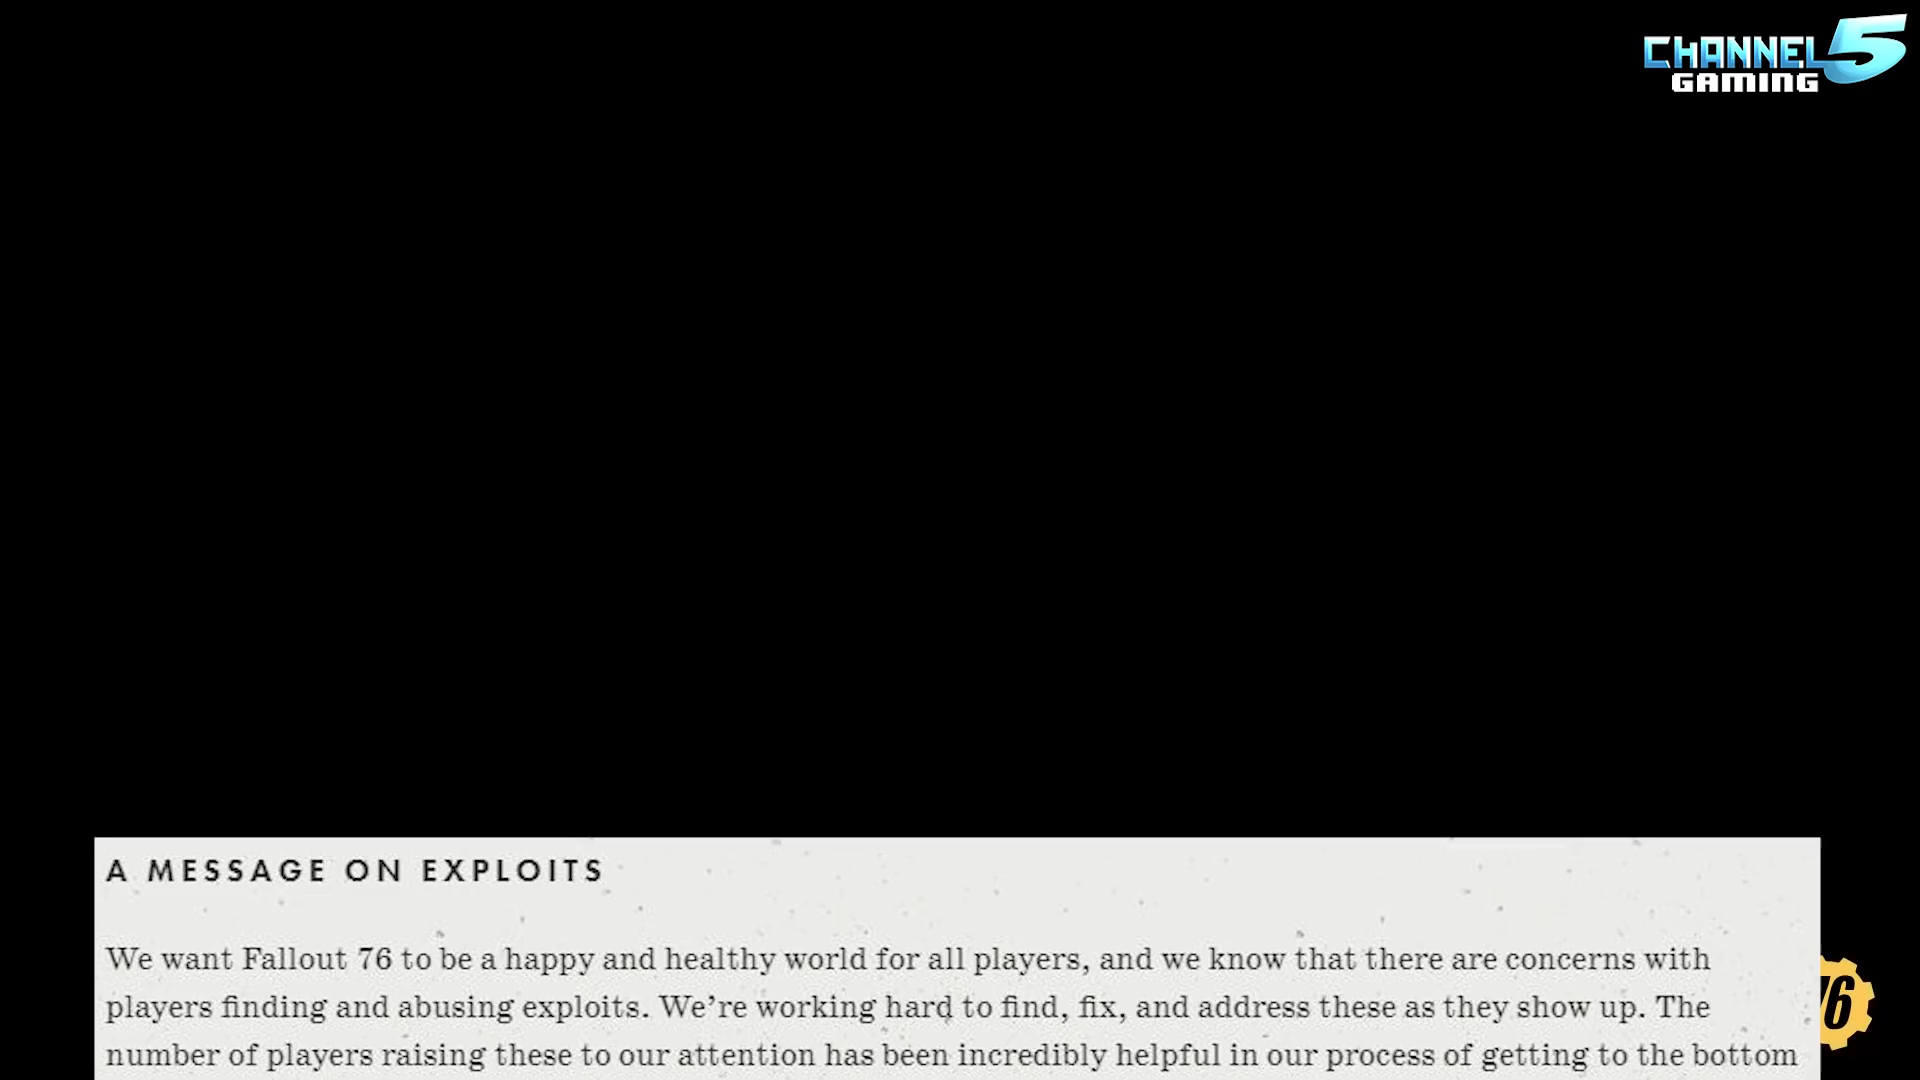 CHANNEL 5
GAMING
A MESSAGE ON EXPLOITS
We want Fallout 76 to be a happy and healthy world for all players, and we know that there are concerns with
players finding and abusing exploits. We’re working hard to find, fix, and address these as they show up. The
76
number of players raising these to our attention has been incredibly helpful in our process of getting to the bottom